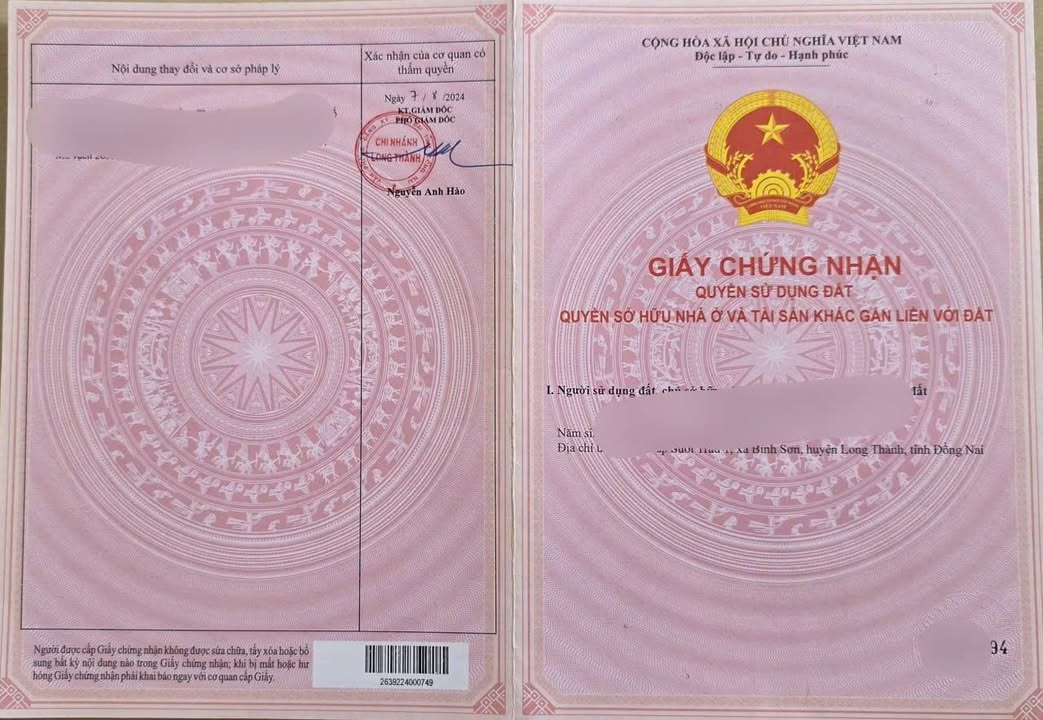 Nội dung thay đổi và cơ sở pháp lý
Xác nhận của cơ quan có
thẩm quyền
Ngày 7 / 8 /2024
KT.GIÁM ĐỐC
PHÓ GIÁM ĐỐC
CHI NHÁNH
LONG THÀNH
Nguyễn Anh Hào
Người được cấp Giấy chứng nhận không được sửa chữa, tẩy xóa hoặc bổ
sung bất kỳ nội dung nào trong Giấy chứng nhận; khi bị mất hoặc hư
hỏng Giấy chứng nhận phải khai báo ngay với cơ quan cấp Giấy.
2639224000749
CỘNG HÒA XÃ HỘI CHỦ NGHĨA VIỆT NAM
Độc lập - Tự do - Hạnh phúc
VIỆT NAM
GIẤY CHỨNG NHẬN
QUYỀN SỬ DỤNG ĐẤT
QUYỀN SỞ HỮU NHÀ Ở VÀ TÀI SẢN KHÁC GẮN LIỀN VỚI ĐẤT
I. Người sử dụng đất, chủ sở hữu đất
Năm
Địa chỉ xã Bình Sơn, huyện Long Thành, tỉnh Đồng Nai
94